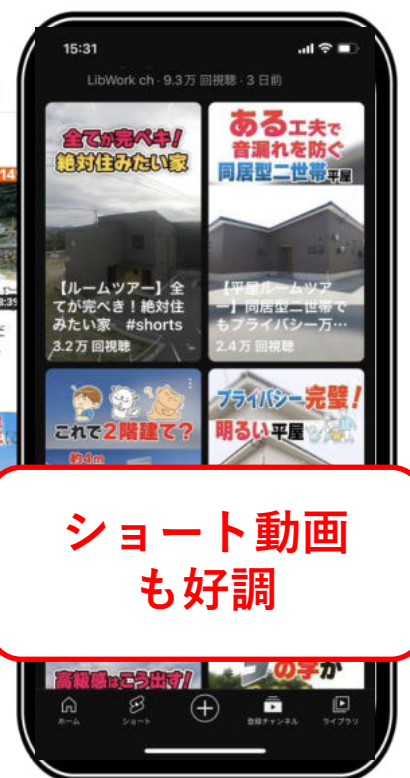 15:31
LibWork ch · 9.3万 回視聴 · 3 日前
全てが完ペキ!
絶対住みたい家
【ルームツアー】全
てが完ぺき！絶対住
みたい家 #shorts
3.2万 回視聴
ある工夫で
音漏れを防ぐ
同居型二世帯平屋
【平屋ルームツア
ー】同居型二世帯で
もプライバシー万…
2.4万 回視聴
これで2階建て?
約4m
プライバシー完璧!
明るい平屋
ショート動画
も好調
高級感はこう出す!
の字が
ホーム
ショート
登録チャンネル
ライブラリ